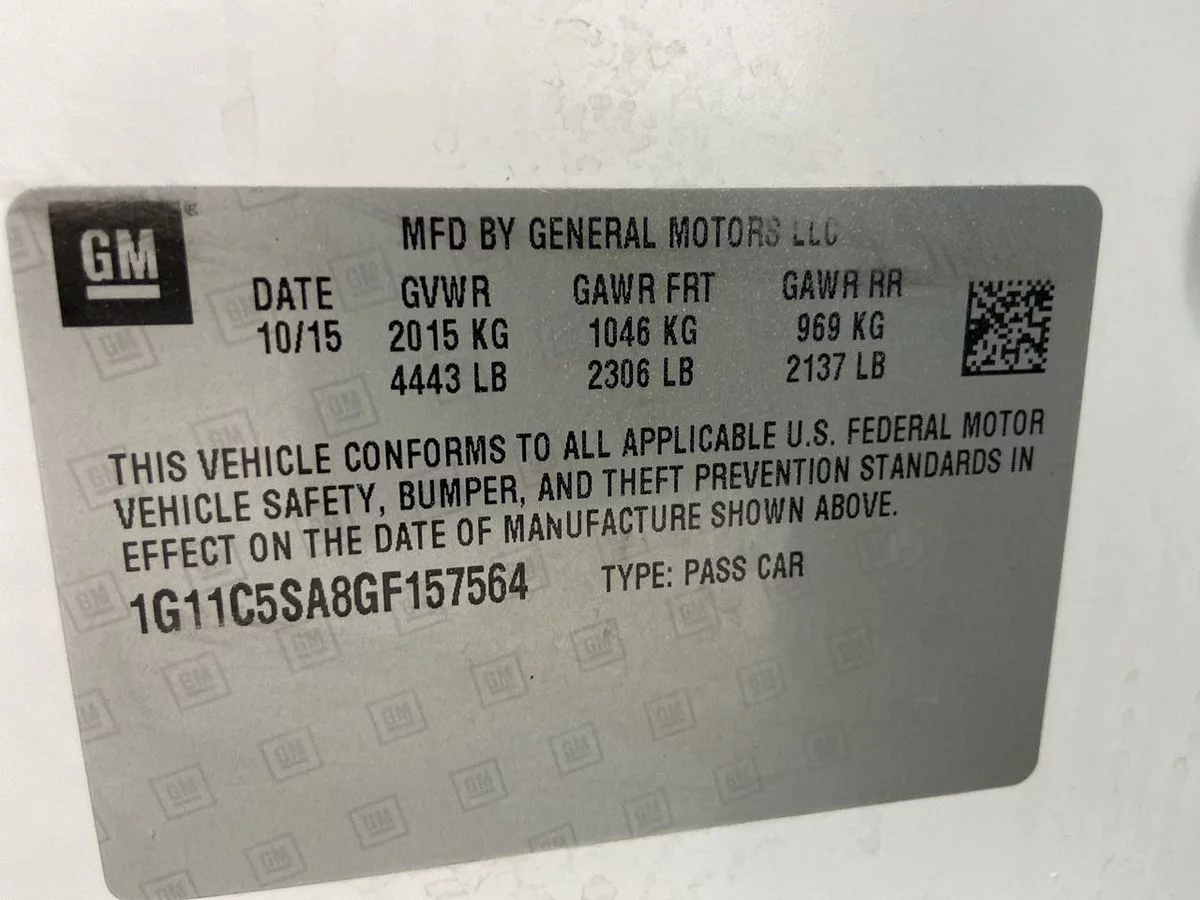 GM
MFD BY GENERAL MOTORS LLC
DATE GVWR GAWR FRT GAWR RR
10/15 2015 KG 1046 KG 969 KG
4443 LB 2306 LB 2137 LB
THIS VEHICLE CONFORMS TO ALL APPLICABLE U.S. FEDERAL MOTOR
VEHICLE SAFETY, BUMPER, AND THEFT PREVENTION STANDARDS IN
EFFECT ON THE DATE OF MANUFACTURE SHOWN ABOVE.
1G11C5SA8GF157564 TYPE: PASS CAR